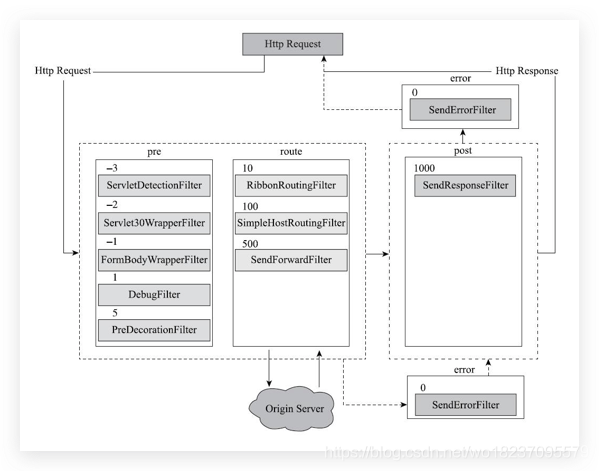 Http Request
Http Request
Http Response
error
0
SendErrorFilter
pre
route
post
−3
ServletDetectionFilter
−2
Servlet30WrapperFilter
−1
FormBodyWrapperFilter
1
DebugFilter
5
PreDecorationFilter
10
RibbonRoutingFilter
100
SimpleHostRoutingFilter
500
SendForwardFilter
1000
SendResponseFilter
Origin Server
error
0
SendErrorFilter